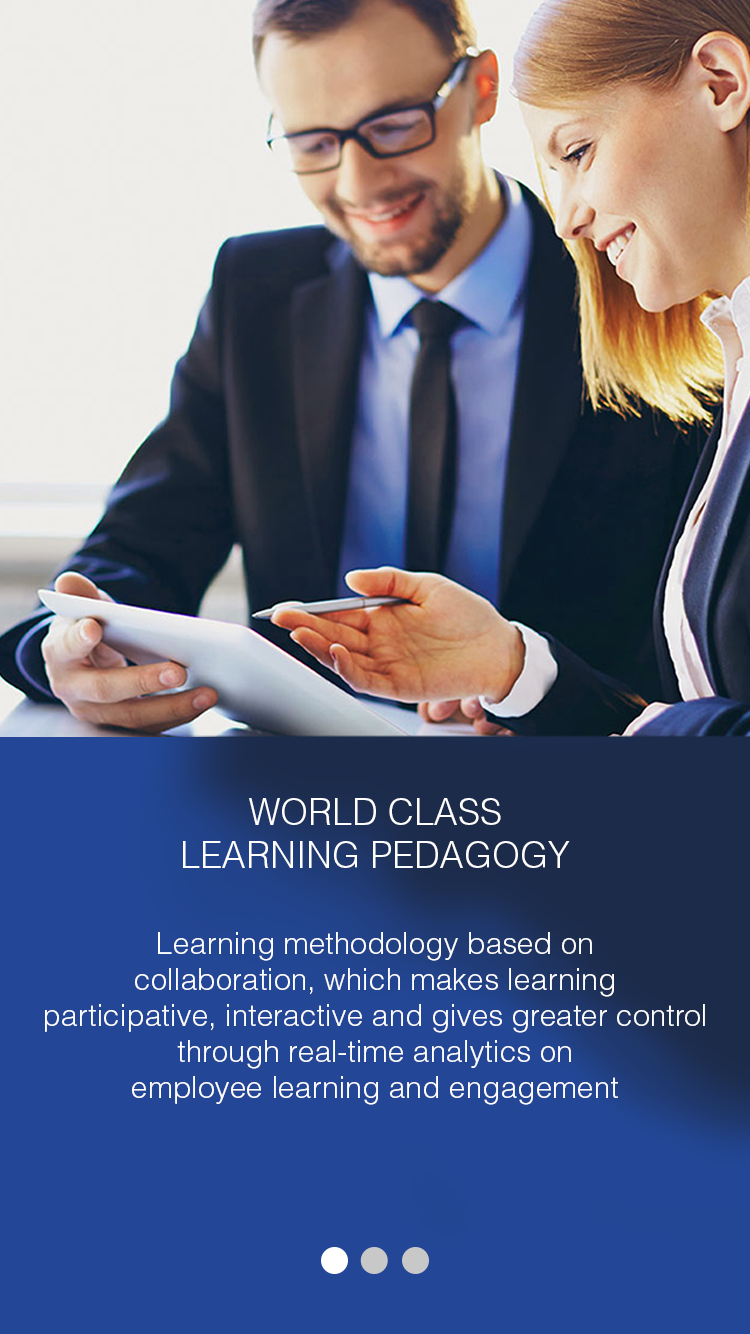 WORLD CLASS
LEARNING PEDAGOGY
Learning methodology based on
collaboration, which makes learning
participative, interactive and gives greater control
through real-time analytics on
employee learning and engagement